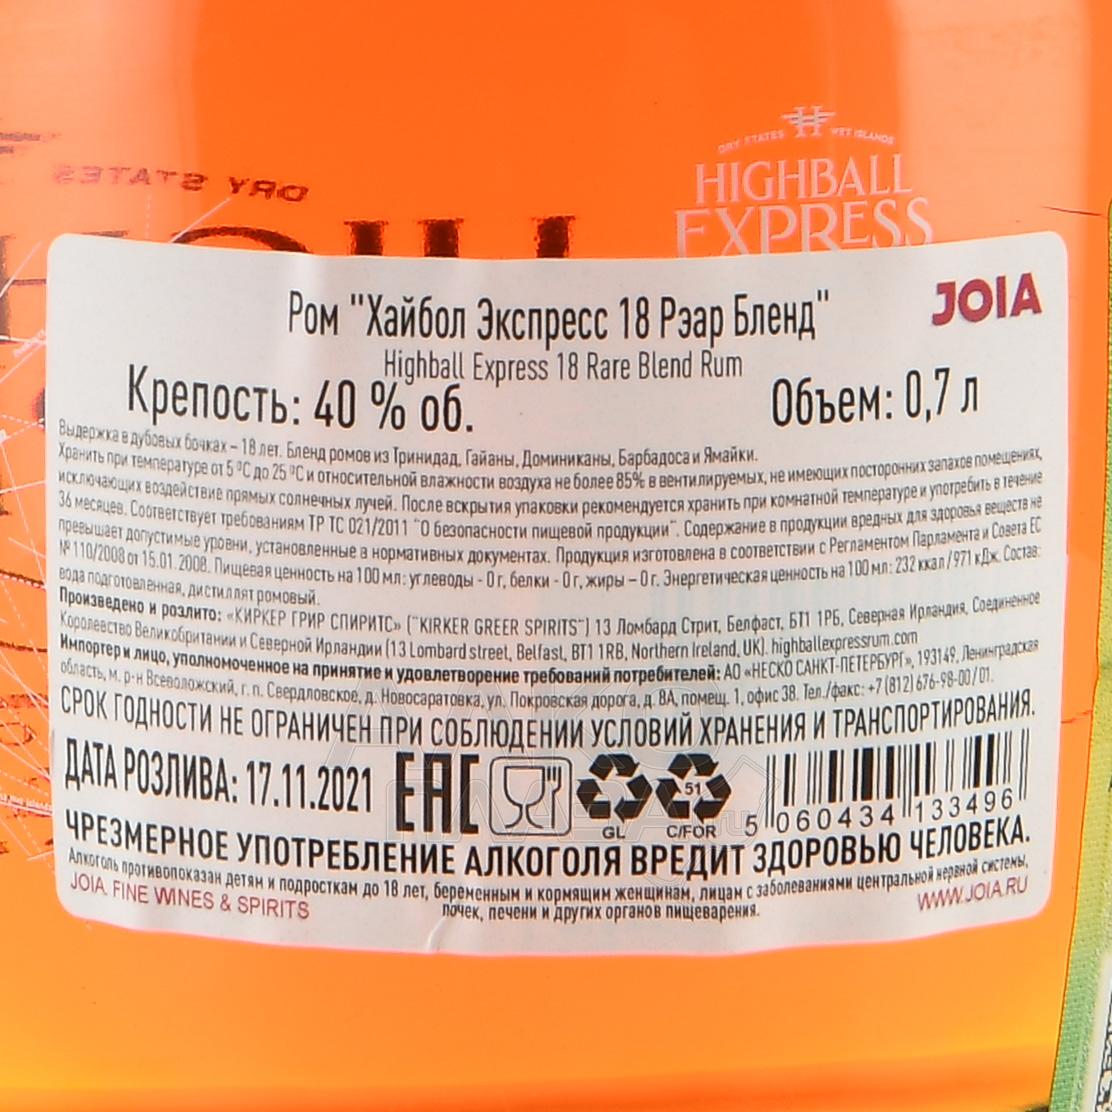 DRY STATES WET ISLANDS
HIGHBALL
EXPRESS
DRY STATES
JOIA
Ром "Хайбол Экспресс 18 Рэар Бленд"
Highball Express 18 Rare Blend Rum
Крепость: 40 % об. Объем: 0,7 л
Выдержка в дубовых бочках – 18 лет. Бленд ромов из Тринидад, Гайаны, Доминиканы, Барбадоса и Ямайки.
Хранить при температуре от 5 ºС до 25 ºС и относительной влажности воздуха не более 85% в вентилируемых, не имеющих посторонних запахов помещениях,
исключающих воздействие прямых солнечных лучей. После вскрытия упаковки рекомендуется хранить при комнатной температуре и употребить в течение
36 месяцев. Соответствует требованиям ТР ТС 021/2011 "О безопасности пищевой продукции". Содержание в продукции вредных для здоровья веществ не
превышает допустимые уровни, установленные в нормативных документах. Продукция изготовлена в соответствии с Регламентом Парламента и Совета ЕС
№ 110/2008 от 15.01.2008. Пищевая ценность на 100 мл: углеводы - 0 г, белки - 0 г, жиры – 0 г. Энергетическая ценность на 100 мл: 232 ккал/971 кДж. Состав:
вода подготовленная, дистиллят ромовый.
Произведено и розлито: «КИРКЕР ГРИР СПИРИТС» ("KIRKER GREER SPIRITS") 13 Ломбард Стрит, Белфаст, БТ1 1РБ, Северная Ирландия, Соединенное
Королевство Великобритании и Северной Ирландии (13 Lombard street, Belfast, BT1 1RB, Northern Ireland, UK). highballexpressrum.com
Импортер и лицо, уполномоченное на принятие и удовлетворение требований потребителей: АО «НЕСКО САНКТ-ПЕТЕРБУРГ», 193149, Ленинградская
область, м. р-н Всеволожский, г. п. Свердловское, д. Новосаратовка, ул. Покровская дорога, д. 8А, помещ. 1, офис 38. Тел./факс: +7 (812) 676-98-00/01.
СРОК ГОДНОСТИ НЕ ОГРАНИЧЕН ПРИ СОБЛЮДЕНИИ УСЛОВИЙ ХРАНЕНИЯ И ТРАНСПОРТИРОВАНИЯ.
ДАТА РОЗЛИВА: 17.11.2021 EAC GL 51 C/FOR 5 060434 133496
ЧРЕЗМЕРНОЕ УПОТРЕБЛЕНИЕ АЛКОГОЛЯ ВРЕДИТ ЗДОРОВЬЮ ЧЕЛОВЕКА.
Алкоголь противопоказан детям и подросткам до 18 лет, беременным и кормящим женщинам, лицам с заболеваниями центральной нервной системы,
почек, печени и других органов пищеварения.
JOIA. FINE WINES & SPIRITS WWW.JOIA.RU